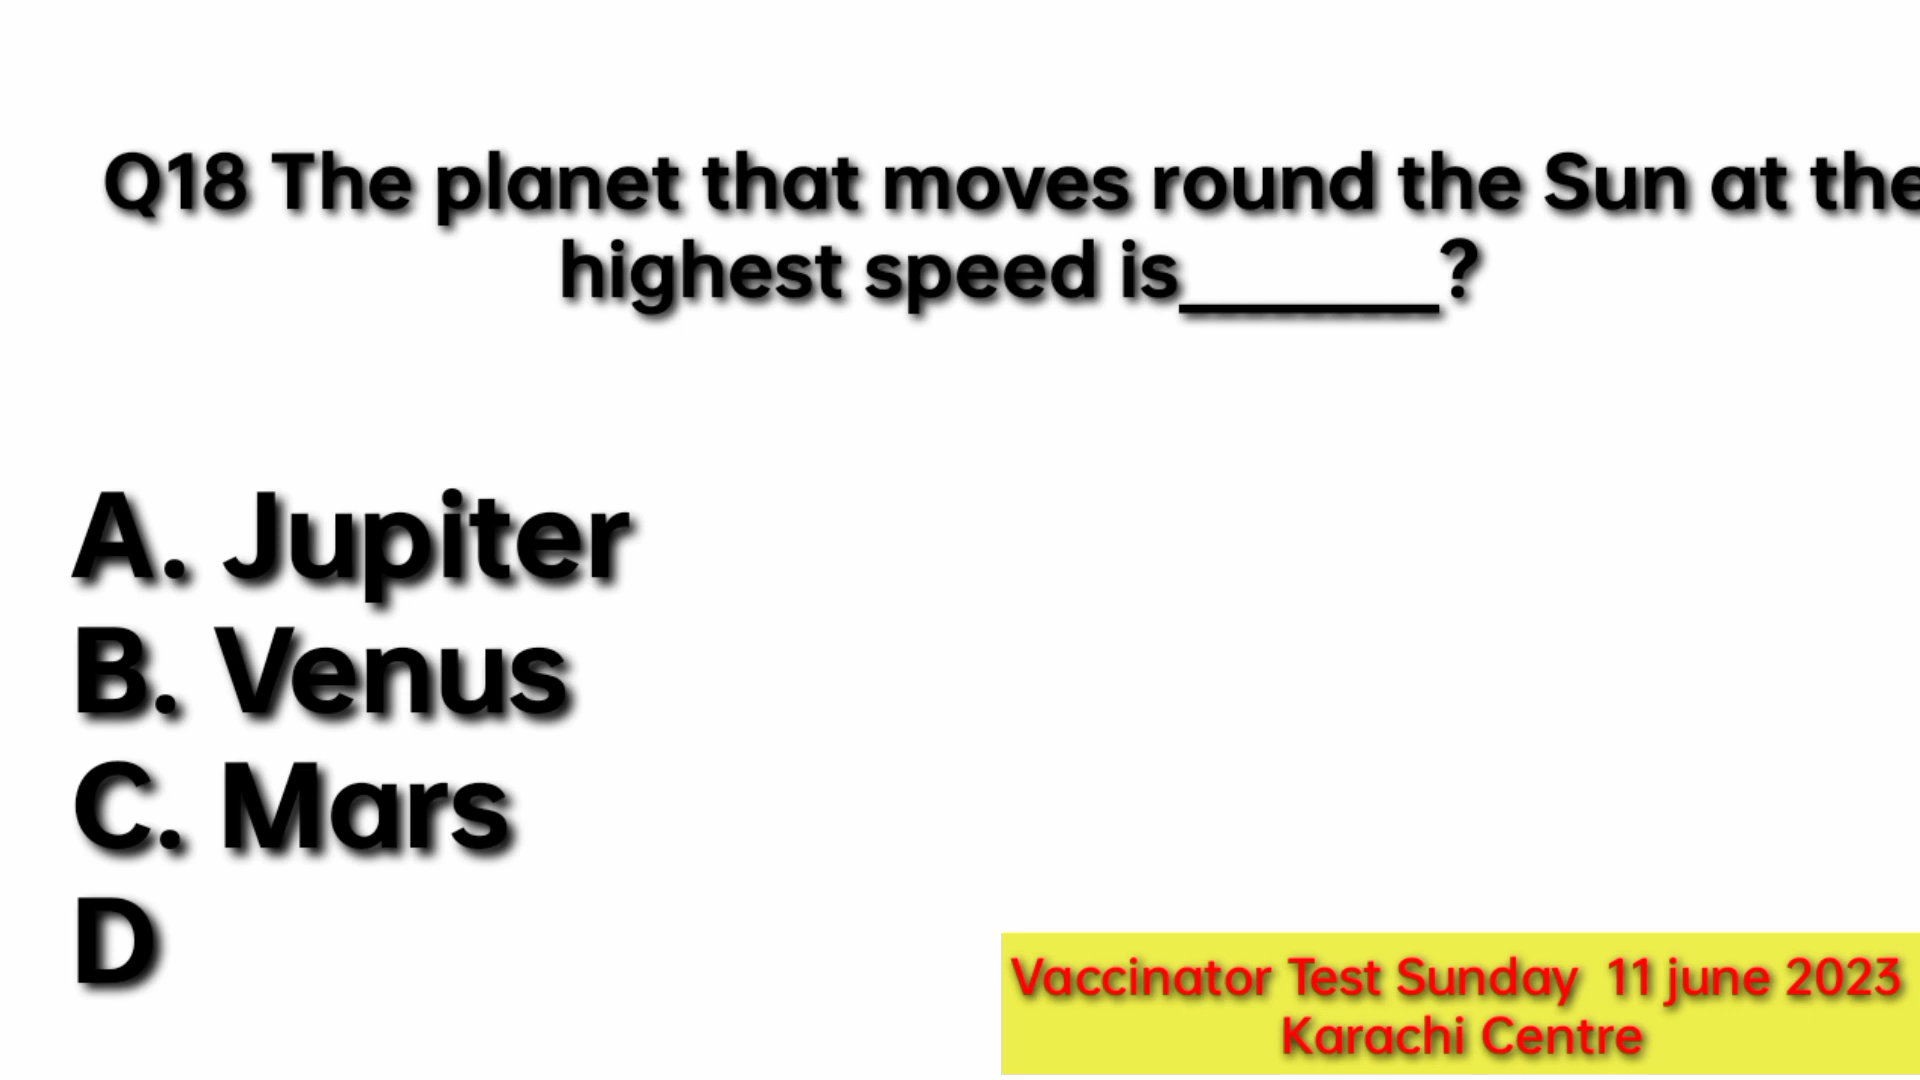 Q18 The planet that moves round the Sun at the
highest speed is______?
A. Jupiter
B. Venus
C. Mars
D
Vaccinator Test Sunday 11 june 2023
Karachi Centre